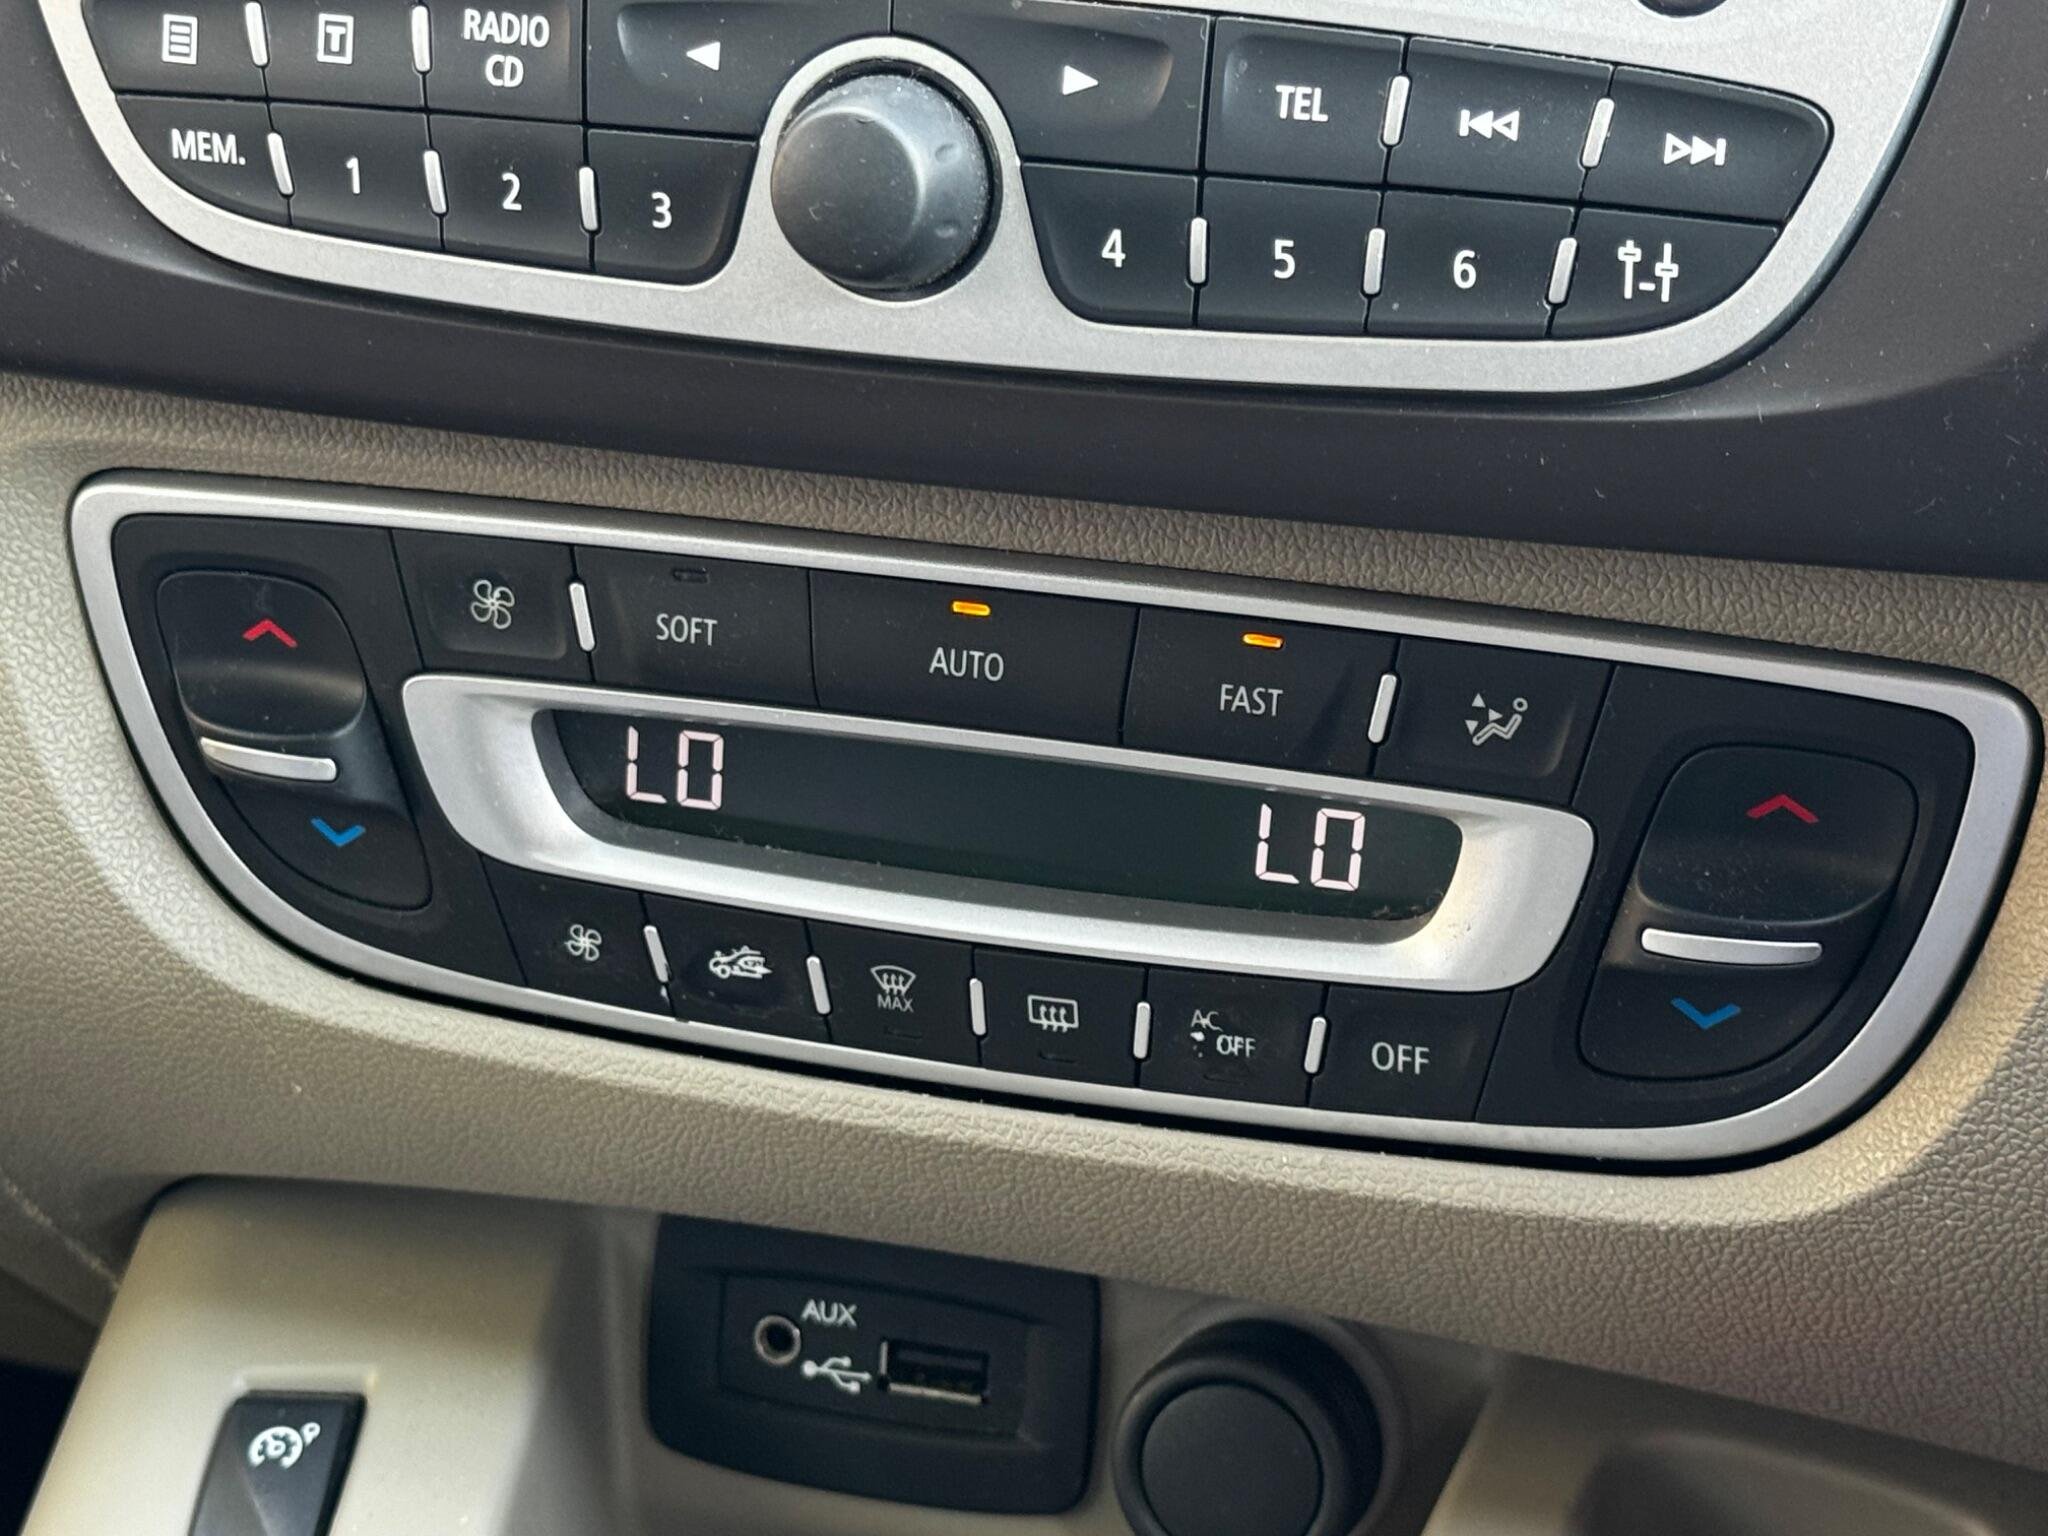 T
RADIO
CD
TEL
MEM.
1
2
3
4
5
6
SOFT
AUTO
FAST
LO
LO
MAX
AC
OFF
OFF
AUX